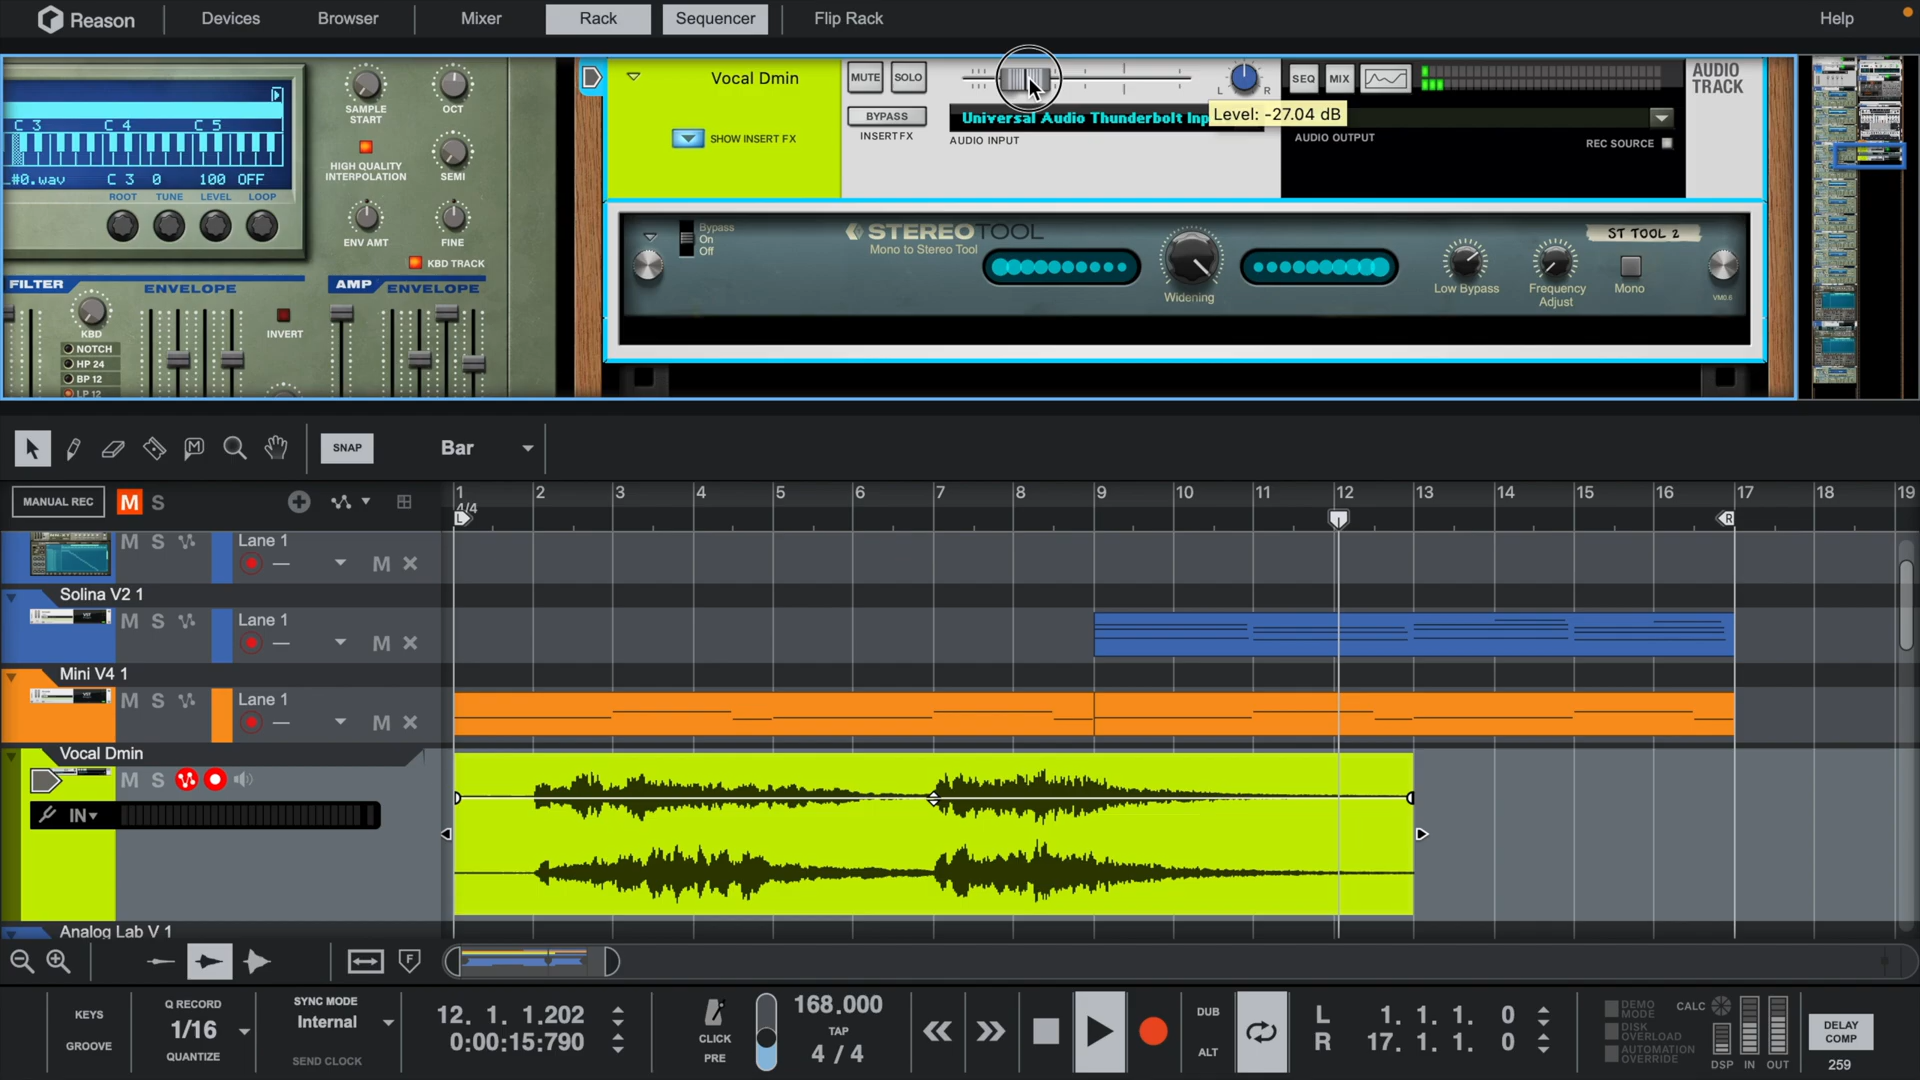 Reason
Devices
Browser
Mixer
Rack
Sequencer
Flip Rack
Help
C 3 C 4 C 5
L#0.wav C 3 0 100 OFF
ROOT TUNE LEVEL LOOP
SAMPLE START
OCT
HIGH QUALITY INTERPOLATION
SEMI
ENV AMT
FINE
KBD TRACK
FILTER ENVELOPE
AMP ENVELOPE
KBD
INVERT
NOTCH
HP 24
BP 12
LP 12
Vocal Dmin
SHOW INSERT FX
MUTE
SOLO
BYPASS
INSERT FX
Universal Audio Thunderbolt Inp
AUDIO INPUT
L R
Level: -27.04 dB
SEQ
MIX
AUDIO OUTPUT
REC SOURCE
AUDIO TRACK
Bypass
On
Off
STEREOTOOL
Mono to Stereo Tool
Widening
Low Bypass
Frequency Adjust
Mono
ST TOOL 2
VM0.6
SNAP
Bar
MANUAL REC
M S
1 2 3 4 5 6 7 8 9 10 11 12 13 14 15 16 17 18 19
4/4
L
R
M S
Lane 1
M
Solina V2 1
M S
Lane 1
M
Mini V4 1
M S
Lane 1
M
Vocal Dmin
M S
IN
Analog Lab V 1
F
KEYS
GROOVE
Q RECORD
1/16
QUANTIZE
SYNC MODE
Internal
SEND CLOCK
12. 1. 1.202
0:00:15:790
CLICK
PRE
168.000
TAP
4 / 4
DUB
ALT
L 1. 1. 1. 0
R 17. 1. 1. 0
DEMO MODE
DISK OVERLOAD
AUTOMATION OVERRIDE
CALC
DSP IN OUT
DELAY COMP
259